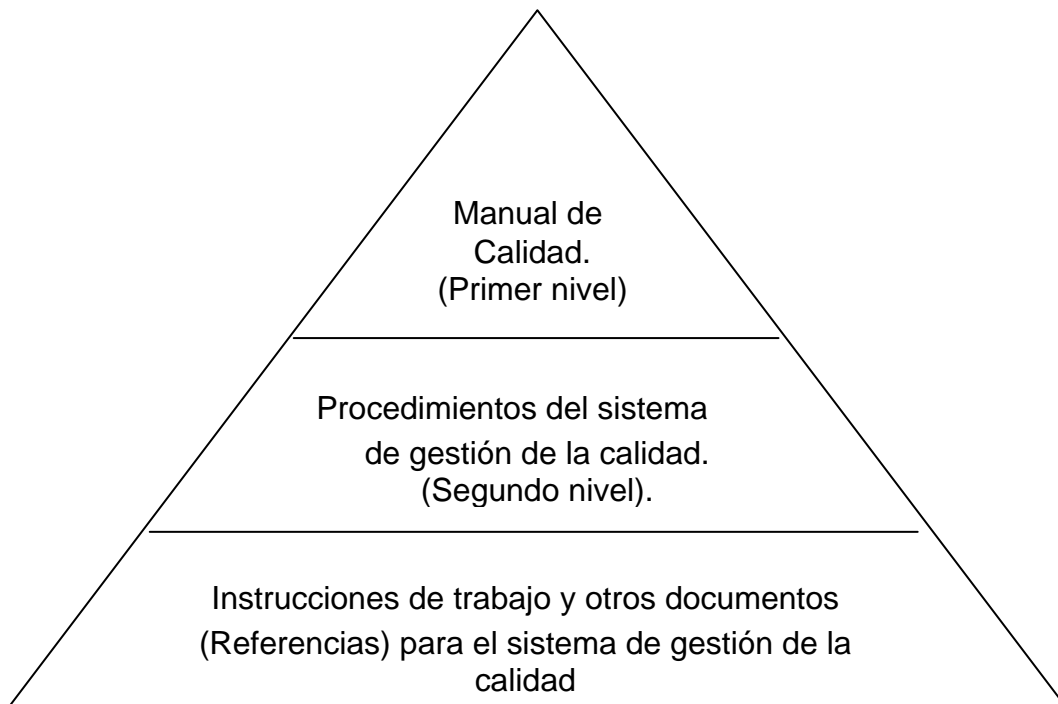 Manual de
Calidad.
(Primer nivel)
Procedimientos del sistema
de gestión de la calidad.
(Segundo nivel).
Instrucciones de trabajo y otros documentos
(Referencias) para el sistema de gestión de la
calidad